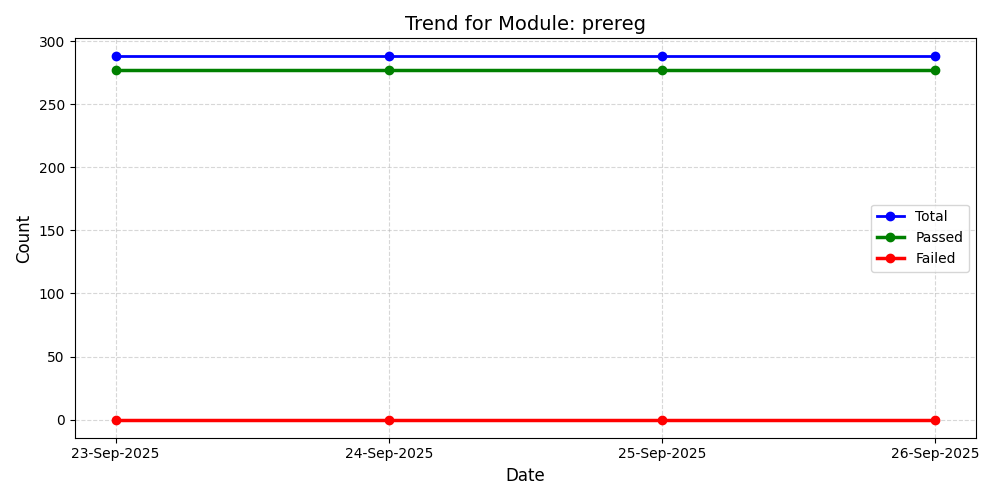 Trend for Module: prereg
300
250
200
150
100
50
0
Count
Total
Passed
Failed
23-Sep-2025 24-Sep-2025 25-Sep-2025 26-Sep-2025
Date